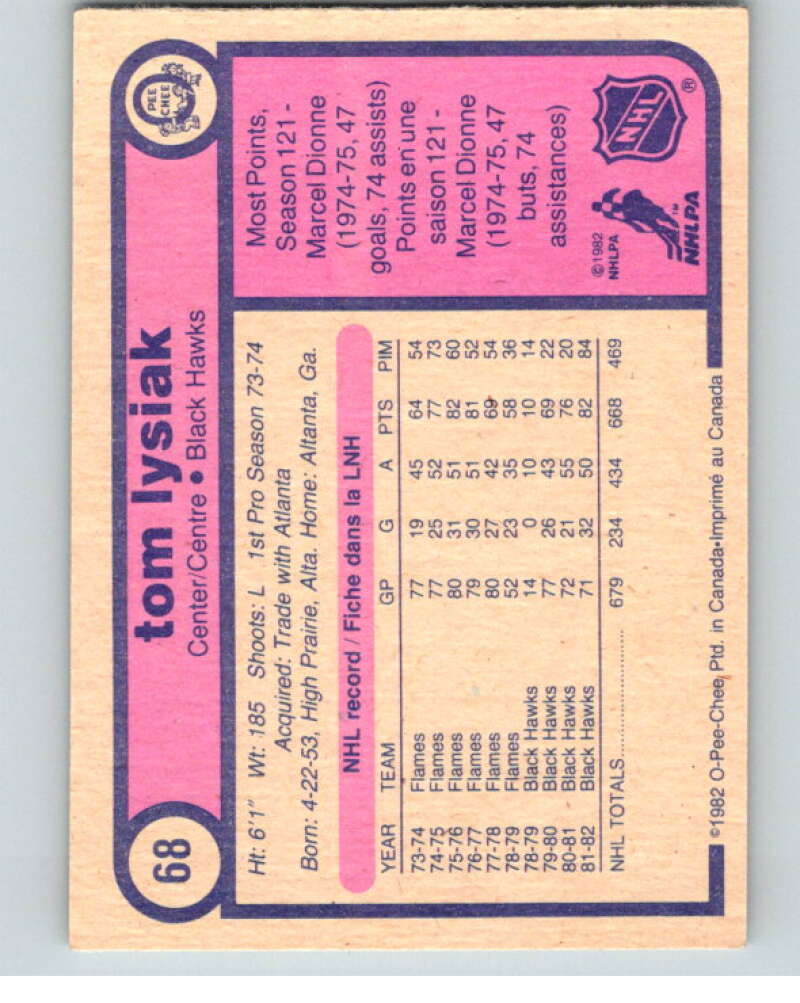 68
tom lysiak
Center/Centre • Black Hawks
PEE
CHEE
Ht: 6'1" Wt: 185 Shoots: L 1st Pro Season 73-74
Acquired: Trade with Atlanta
Born: 4-22-53, High Prairie, Alta. Home: Altanta, Ga.
NHL record / Fiche dans la LNH
YEAR TEAM GP G A PTS PIM
73-74 Flames 77 19 45 64 54
74-75 Flames 77 25 52 77 73
75-76 Flames 80 31 51 82 60
76-77 Flames 79 30 51 81 52
77-78 Flames 80 27 42 69 54
78-79 Flames 52 23 35 58 36
78-79 Black Hawks 14 0 10 10 14
79-80 Black Hawks 77 26 43 69 22
80-81 Black Hawks 72 21 55 76 20
81-82 Black Hawks 71 32 50 82 84
NHL TOTALS.......................... 679 234 434 668 469
Most Points,
Season 121 -
Marcel Dionne
(1974-75, 47
goals, 74 assists)
Points en une
saison 121 -
Marcel Dionne
(1974-75, 47
buts, 74
assistances)
©1982
NHLPA
™
NHLPA
NHL
®
©1982 O-Pee-Chee, Ptd. in Canada•Imprimé au Canada